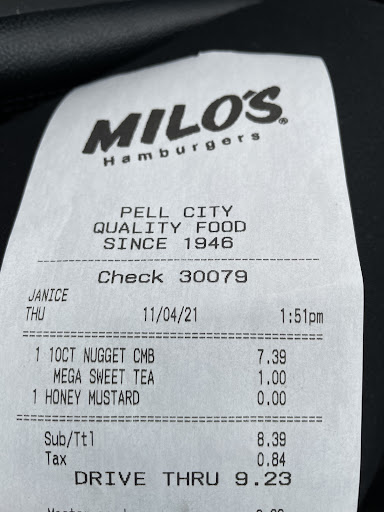 MILO'S®
Hamburgers
PELL CITY
QUALITY FOOD
SINCE 1946
Check 30079
JANICE
THU 11/04/21 1:51pm
1 10CT NUGGET CMB 7.39
MEGA SWEET TEA 1.00
1 HONEY MUSTARD 0.00
Sub/Ttl 8.39
Tax 0.84
DRIVE THRU 9.23